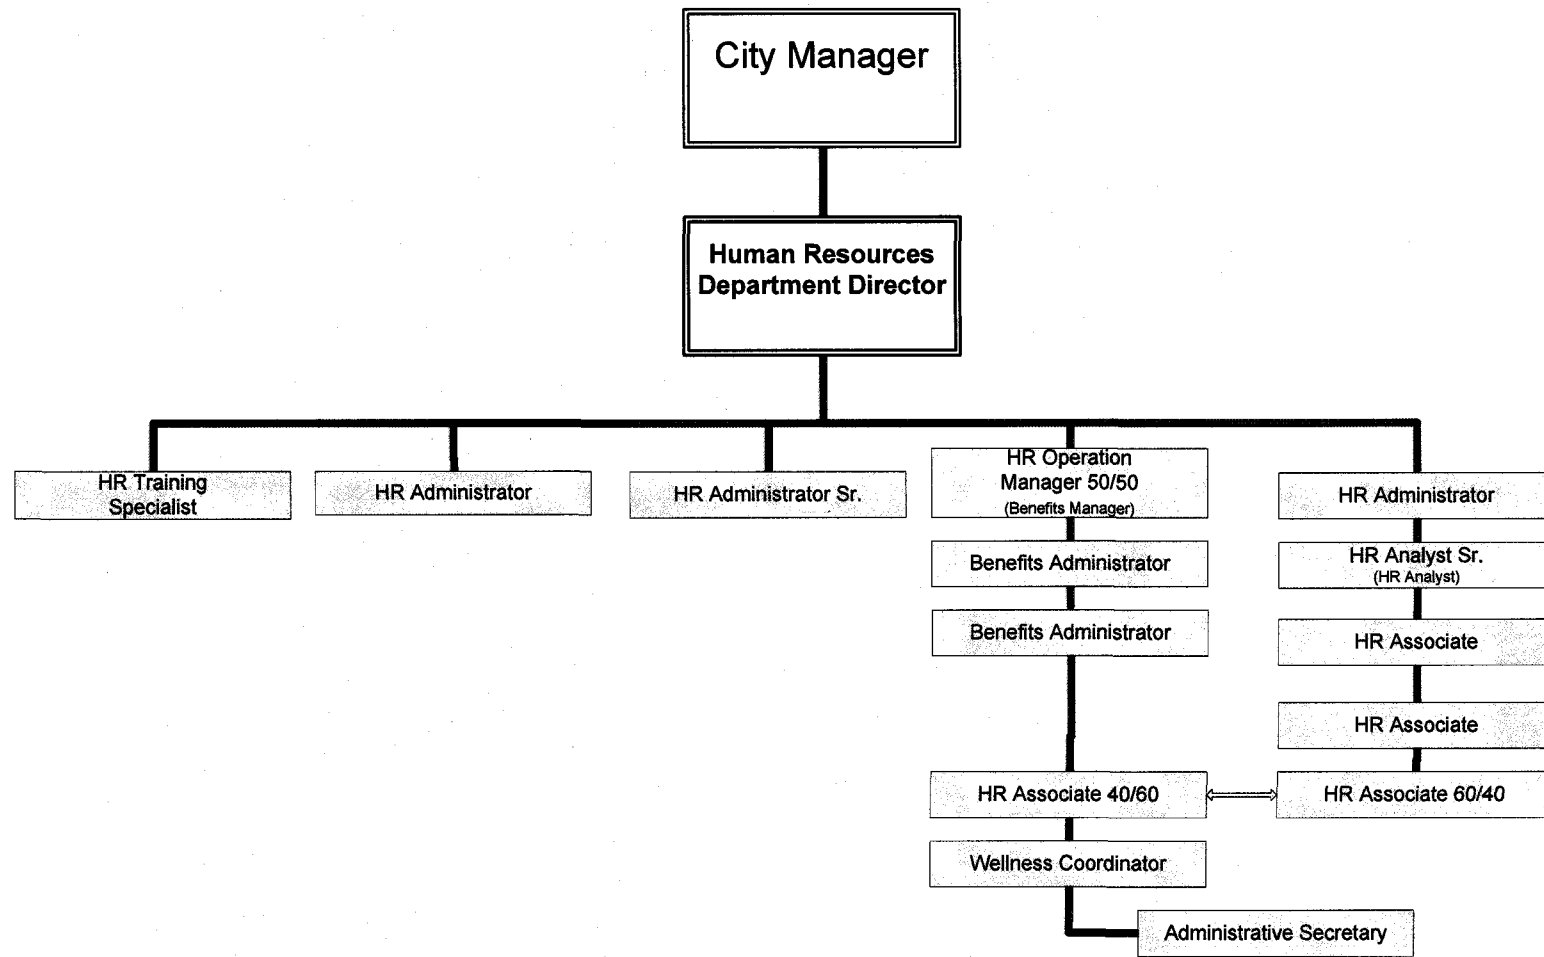 City Manager
Human Resources
Department Director
HR Training
Specialist
HR Administrator
HR Administrator Sr.
HR Operation
Manager 50/50
(Benefits Manager)
HR Administrator
Benefits Administrator
HR Analyst Sr.
(HR Analyst)
Benefits Administrator
HR Associate
HR Associate
HR Associate 40/60
HR Associate 60/40
Wellness Coordinator
Administrative Secretary